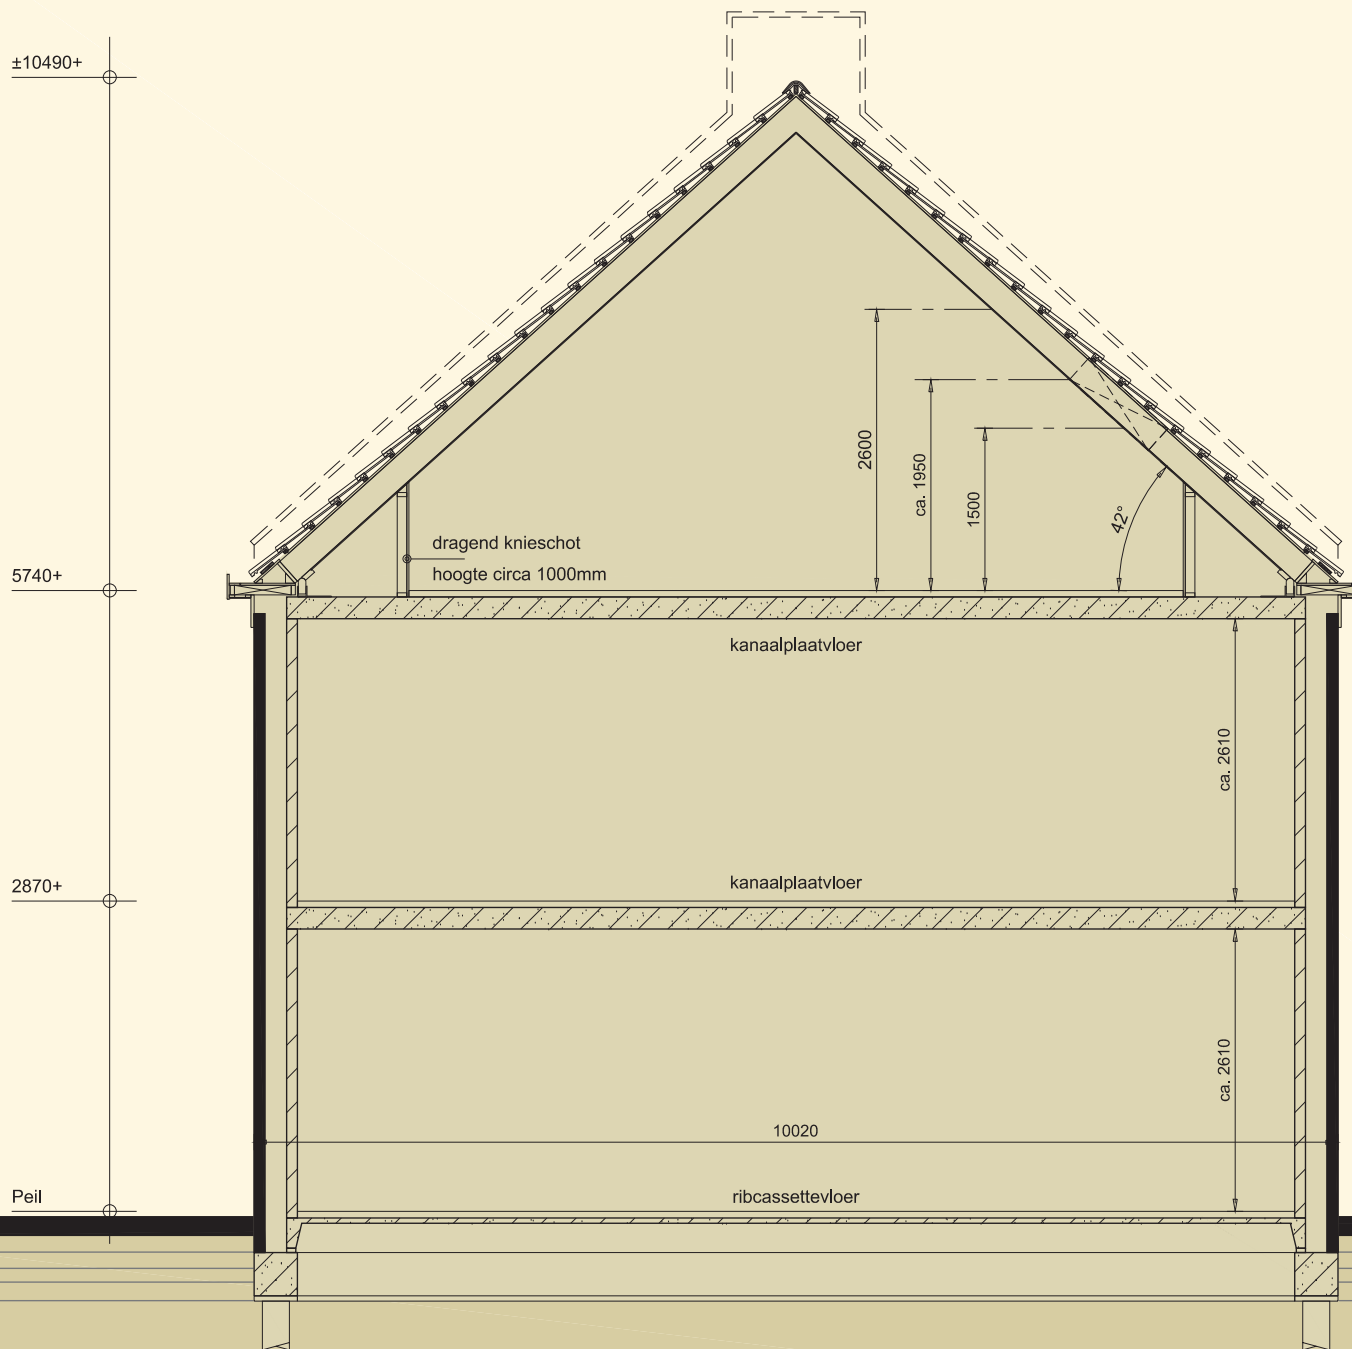 ±10490+
2600
ca. 1950
1500
42°
dragend knieschot
hoogte circa 1000mm
5740+
kanaalplaatvloer
ca. 2610
kanaalplaatvloer
2870+
ca. 2610
10020
Peil
ribcassettevloer